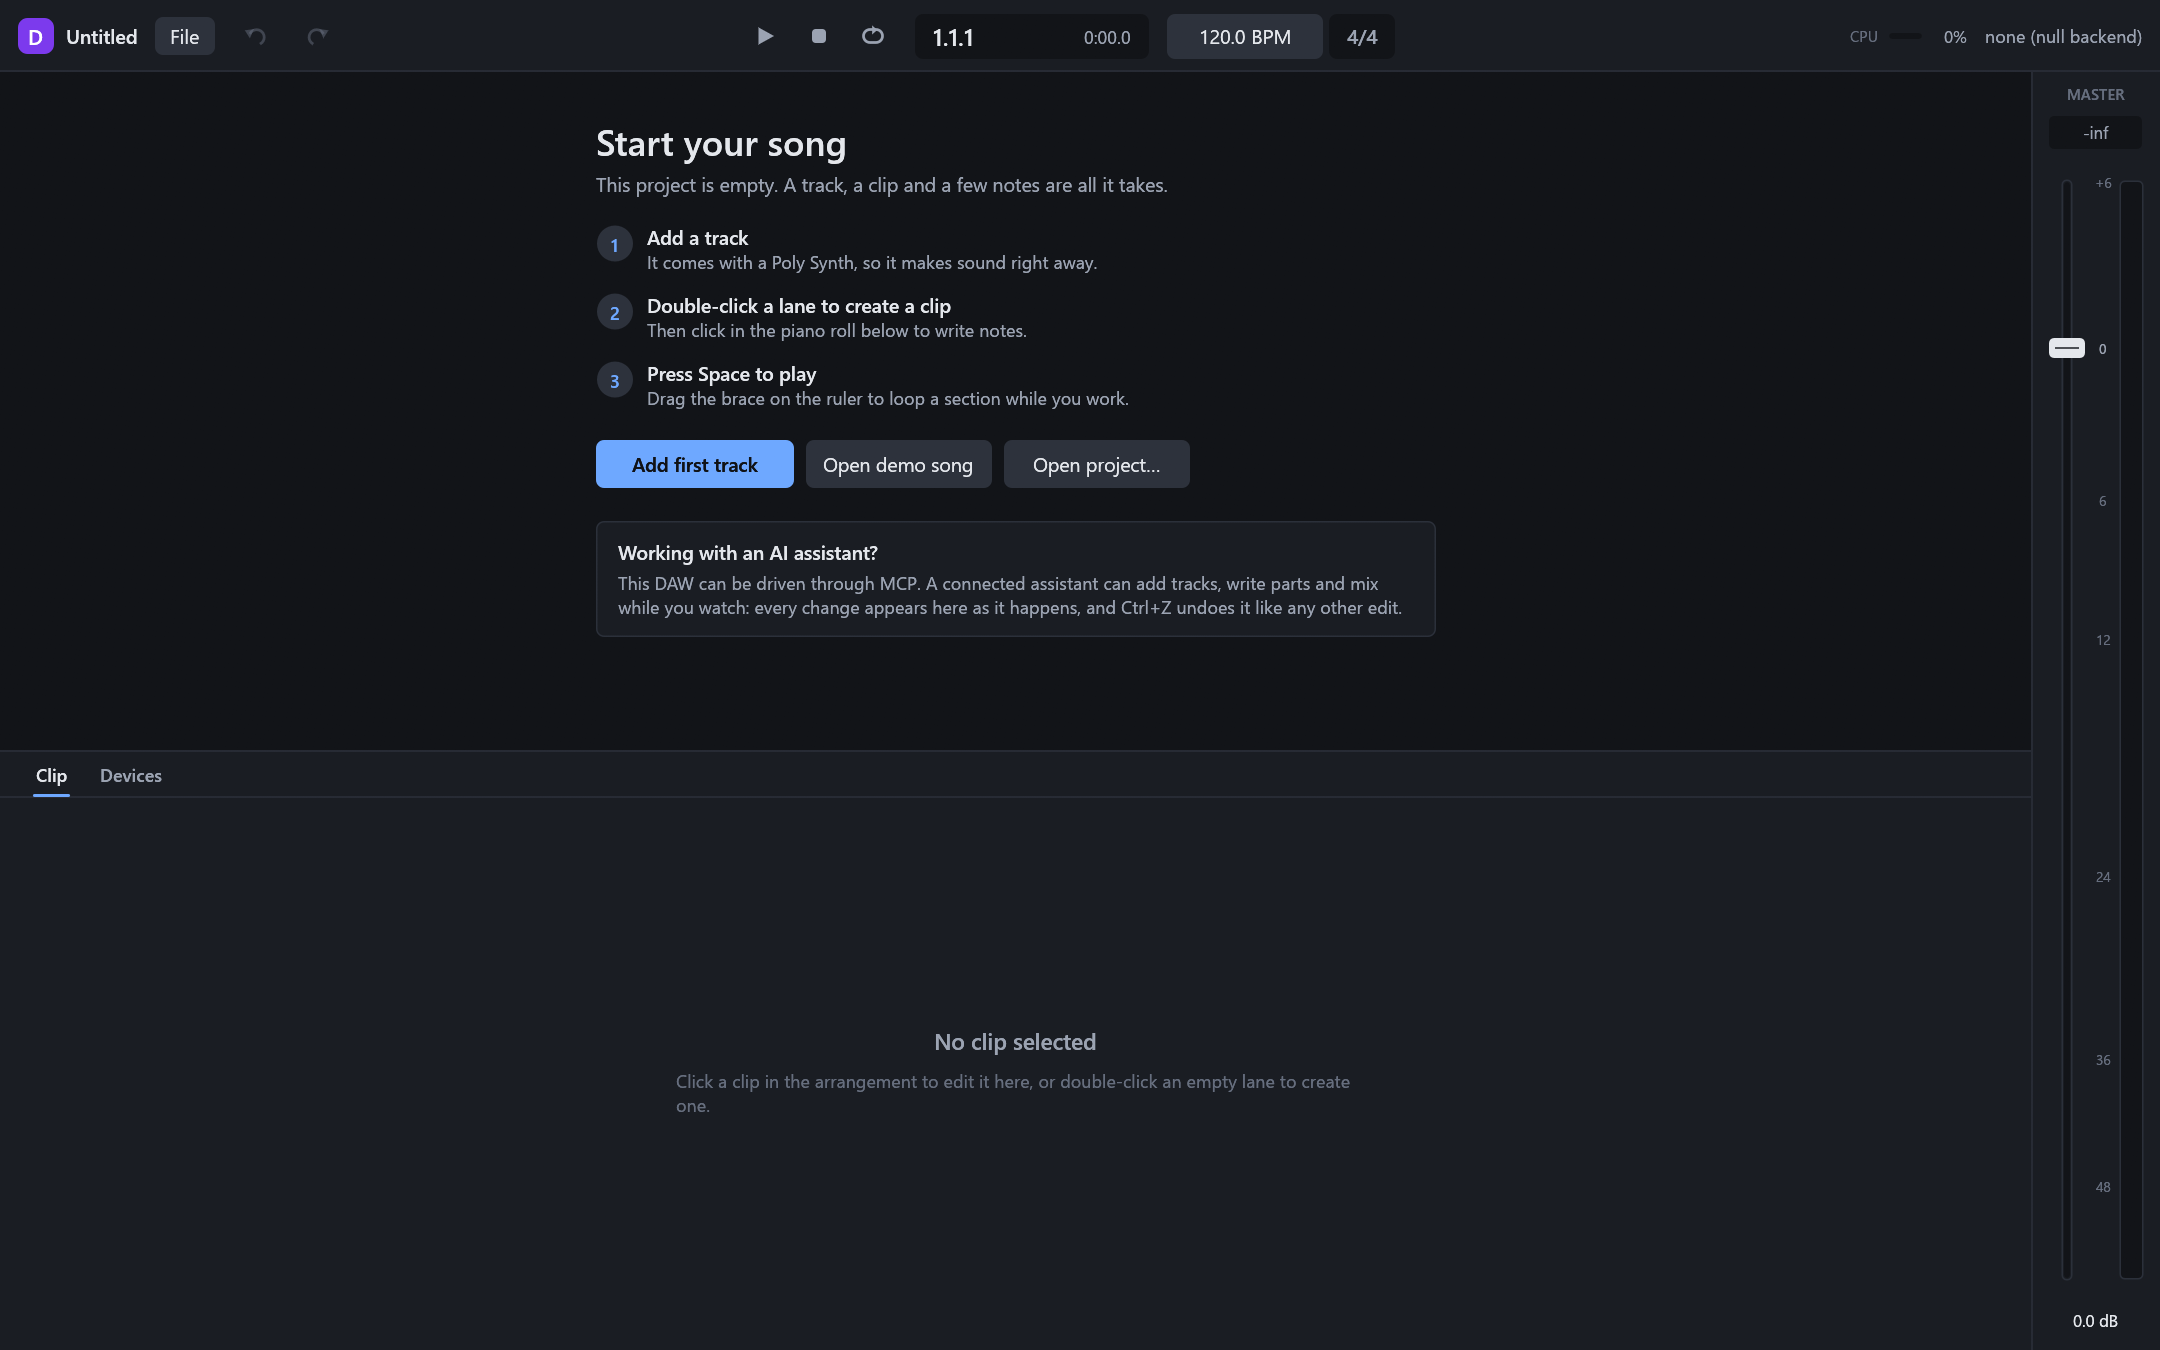 D Untitled File 1.1.1 0:00.0 120.0 BPM 4/4 CPU 0% none (null backend)
MASTER
-inf
Start your song
This project is empty. A track, a clip and a few notes are all it takes.
1 Add a track
It comes with a Poly Synth, so it makes sound right away.
2 Double-click a lane to create a clip
Then click in the piano roll below to write notes.
3 Press Space to play
Drag the brace on the ruler to loop a section while you work.
Add first track Open demo song Open project...
Working with an AI assistant?
This DAW can be driven through MCP. A connected assistant can add tracks, write parts and mix
while you watch: every change appears here as it happens, and Ctrl+Z undoes it like any other edit.
Clip Devices
No clip selected
Click a clip in the arrangement to edit it here, or double-click an empty lane to create
one.
+6
0
6
12
24
36
48
0.0 dB